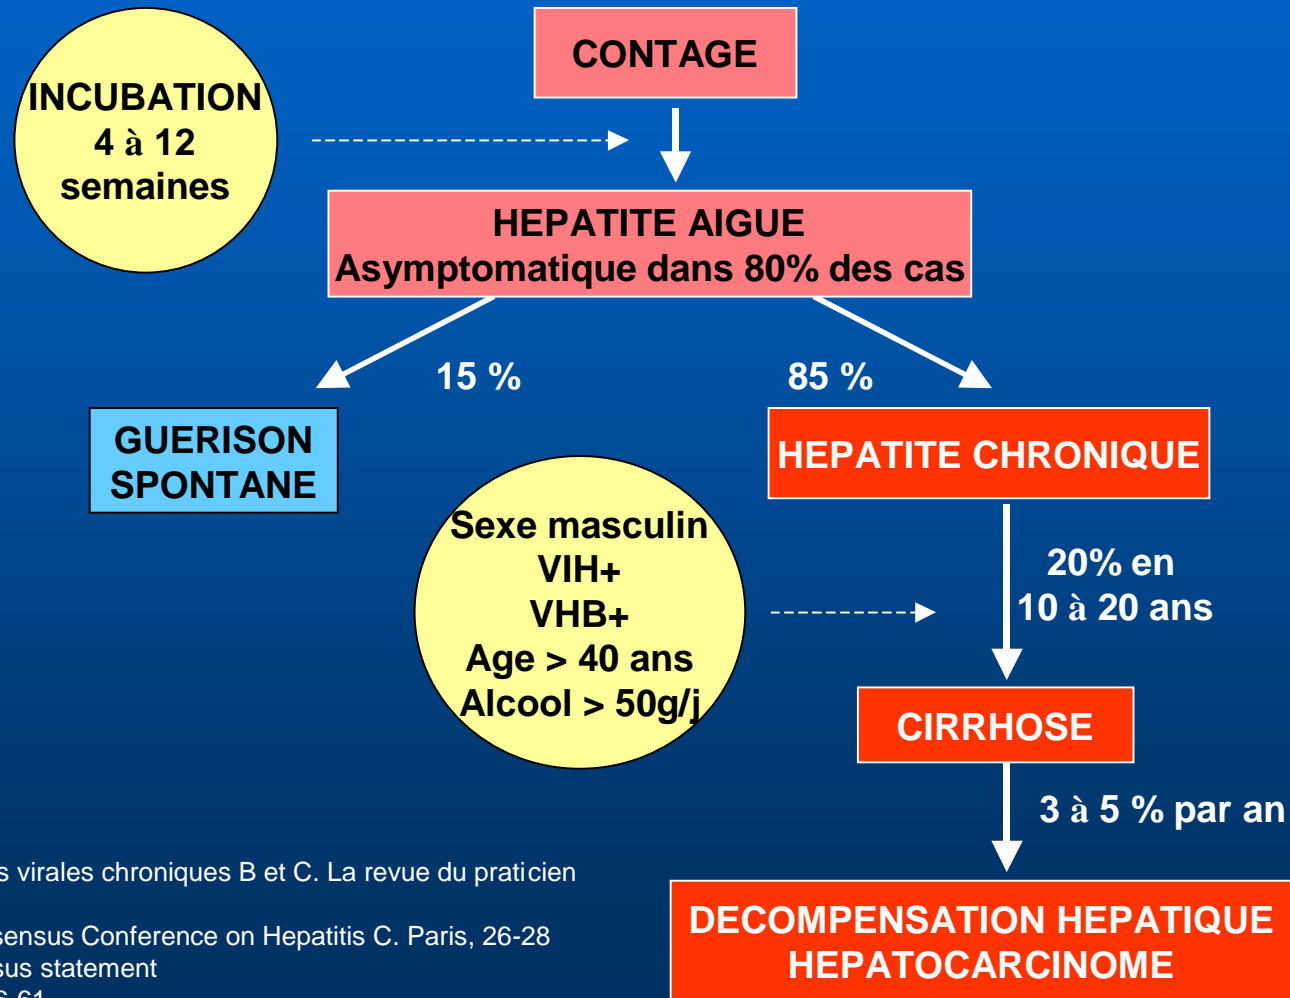 CONTAGE
INCUBATION
4 à 12
semaines
HEPATITE AIGUE
Asymptomatique dans 80% des cas
15 %
85 %
GUERISON
SPONTANE
HEPATITE CHRONIQUE
Sexe masculin
VIH+
VHB+
Age > 40 ans
Alcool > 50g/j
20% en
10 à 20 ans
CIRRHOSE
3 à 5 % par an
DECOMPENSATION HEPATIQUE
HEPATOCARCINOME
s virales chroniques B et C. La revue du praticien
sensus Conference on Hepatitis C. Paris, 26-28
sus statement